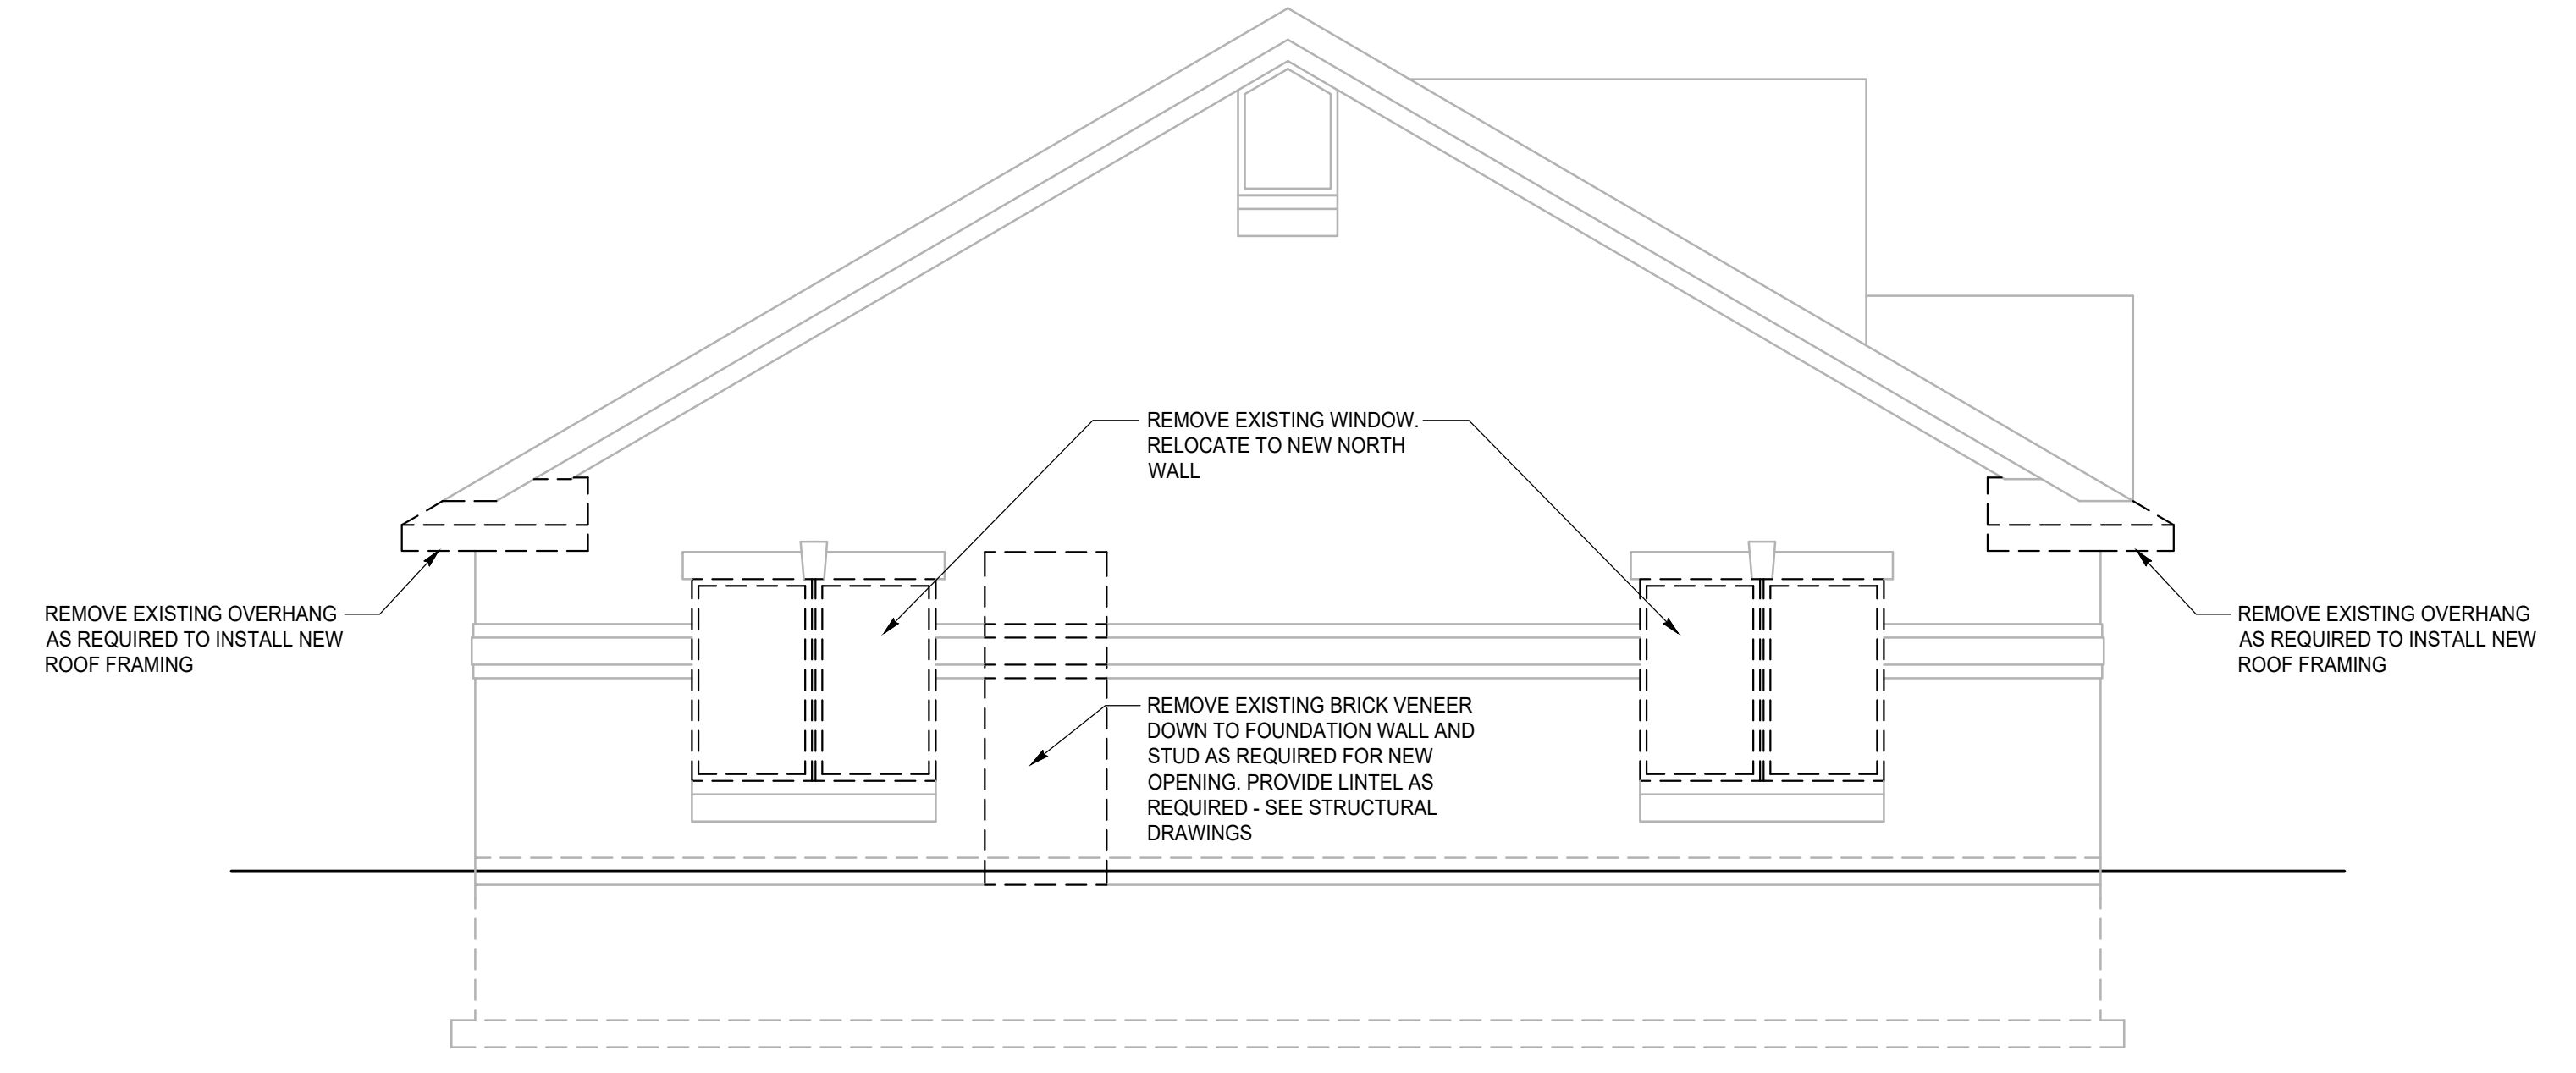 REMOVE EXISTING WINDOW.
RELOCATE TO NEW NORTH
WALL
REMOVE EXISTING OVERHANG
AS REQUIRED TO INSTALL NEW
ROOF FRAMING
REMOVE EXISTING OVERHANG
AS REQUIRED TO INSTALL NEW
ROOF FRAMING
REMOVE EXISTING BRICK VENEER
DOWN TO FOUNDATION WALL AND
STUD AS REQUIRED FOR NEW
OPENING. PROVIDE LINTEL AS
REQUIRED - SEE STRUCTURAL
DRAWINGS